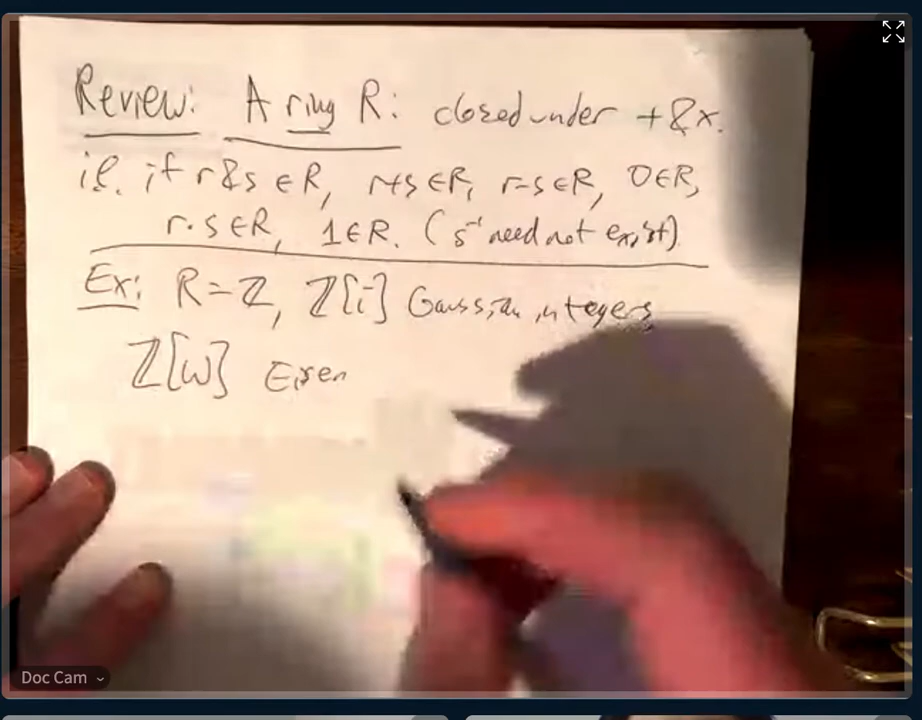 Review: A ring R: closed under + & x.
i.e. if r & s ∈ R, r+s ∈ R, r-s ∈ R, 0 ∈ R,
r·s ∈ R, 1 ∈ R. (s⁻¹ need not exist)
Ex: R = ℤ, ℤ[i] Gaussian integers,
ℤ[ω] Eisen
Doc Cam